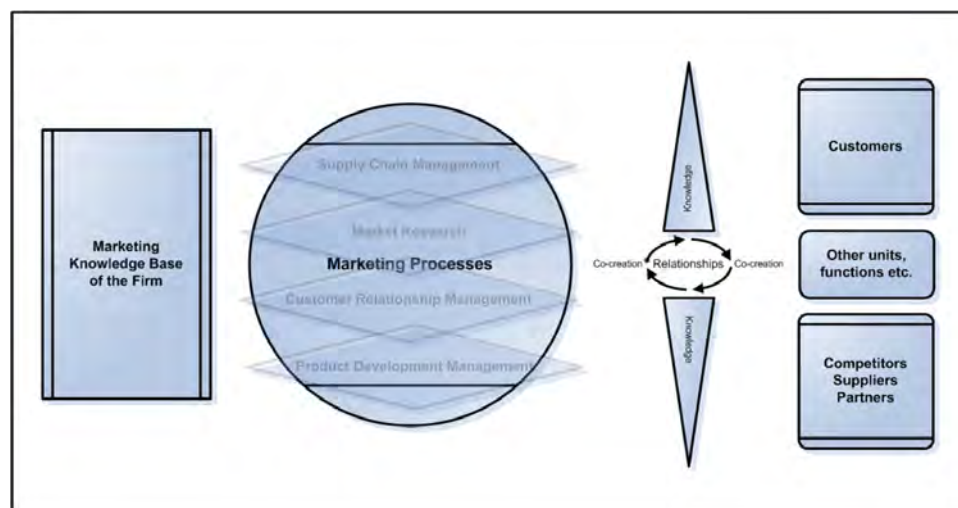 Marketing
Knowledge Base
of the Firm
Supply Chain Management
Market Research
Marketing Processes
Customer Relationship Management
Product Development Management
Knowledge
Co-creation
Relationships
Co-creation
Knowledge
Customers
Other units,
functions etc.
Competitors
Suppliers
Partners